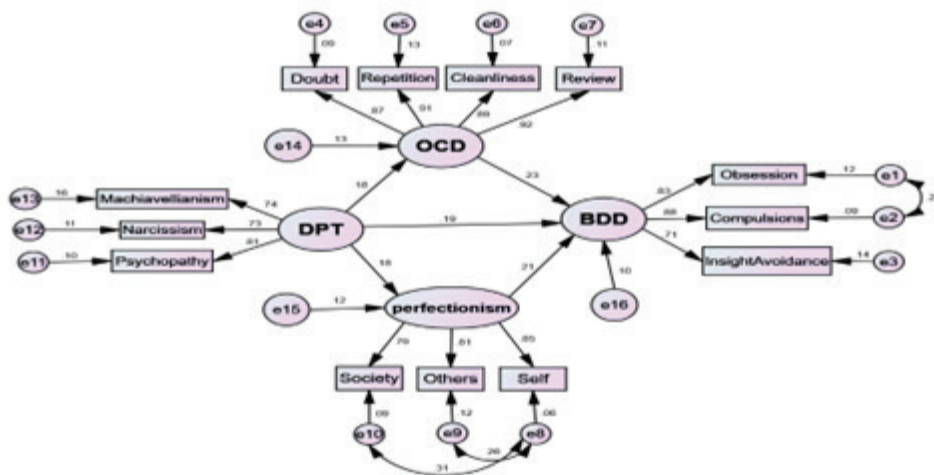 e4 e5 e6 e7
.09 .13 .07 .11
Doubt Repetition Cleanliness Review
.87 .91 .89 .92
e14 .13 OCD
.18 .23
e13 .16 Machiavellianism .74
e12 .11 Narcissism .73
e11 .10 Psychopathy .81
DPT .19 BDD
.83 Obsession .12 e1
.88 Compulsions .09 e2
.71 InsightAvoidance .14 e3
.18 .21 .10
e15 .12 perfectionism e16
.79 .81 .85
Society Others Self
.09 .12 .06
e10 e9 e8
.26
.31